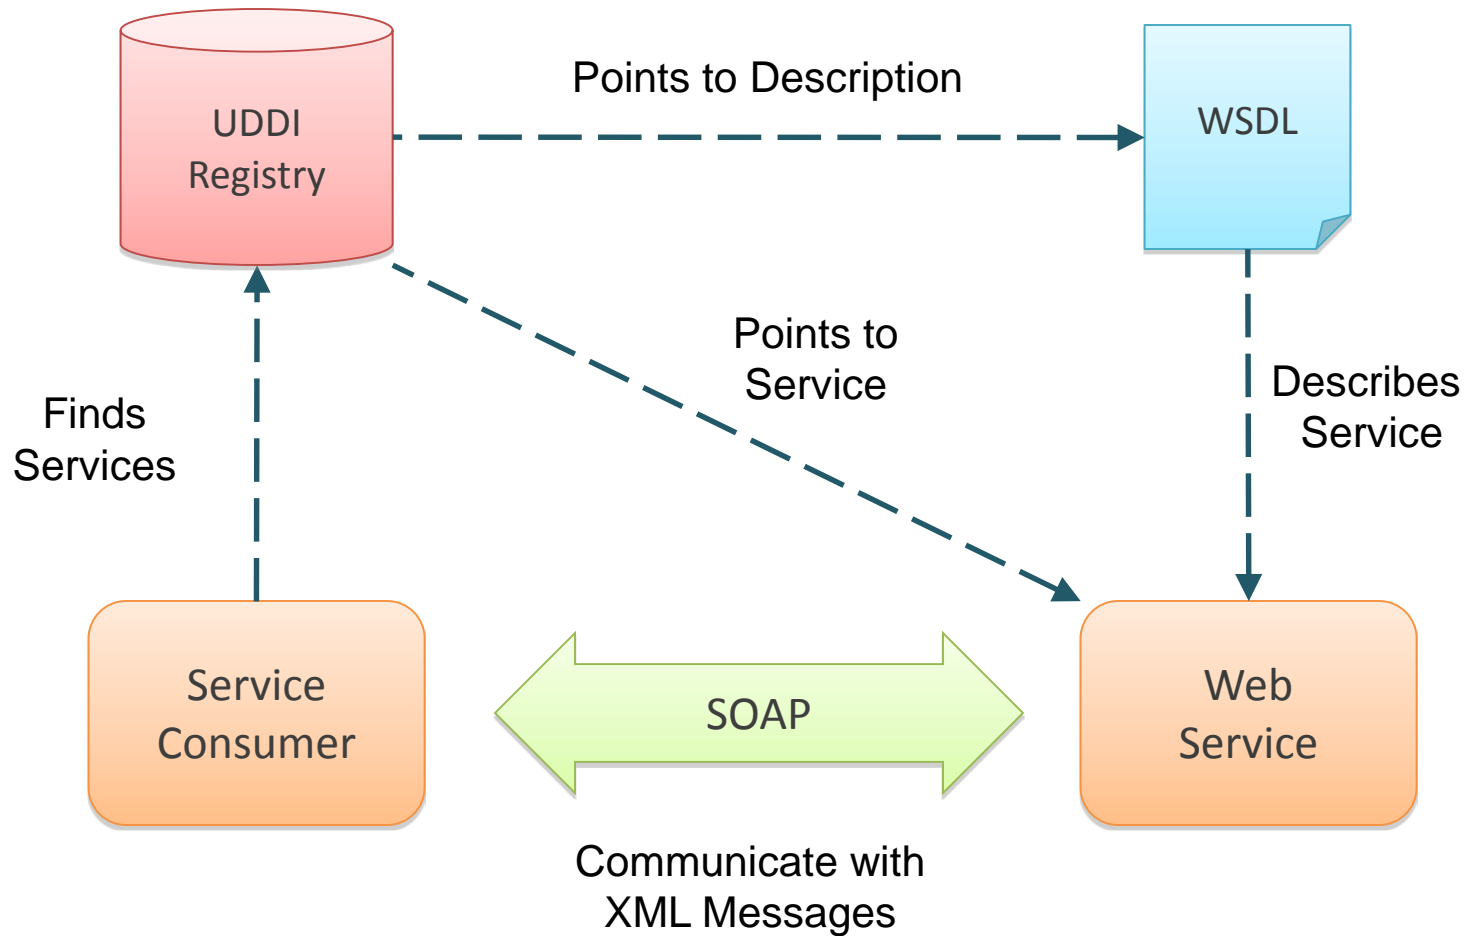 Points to Description
UDDI
Registry
WSDL
Points to
Service
Describes
Service
Finds
Services
Service
Consumer
SOAP
Web
Service
Communicate with
XML Messages